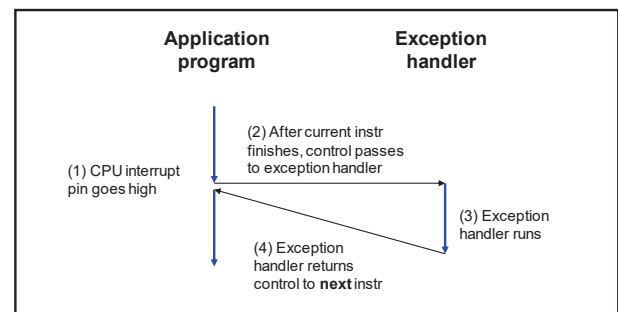 Application
program
Exception
handler
(1) CPU interrupt
pin goes high
(2) After current instr
finishes, control passes
to exception handler
(3) Exception
handler runs
(4) Exception
handler returns
control to next instr